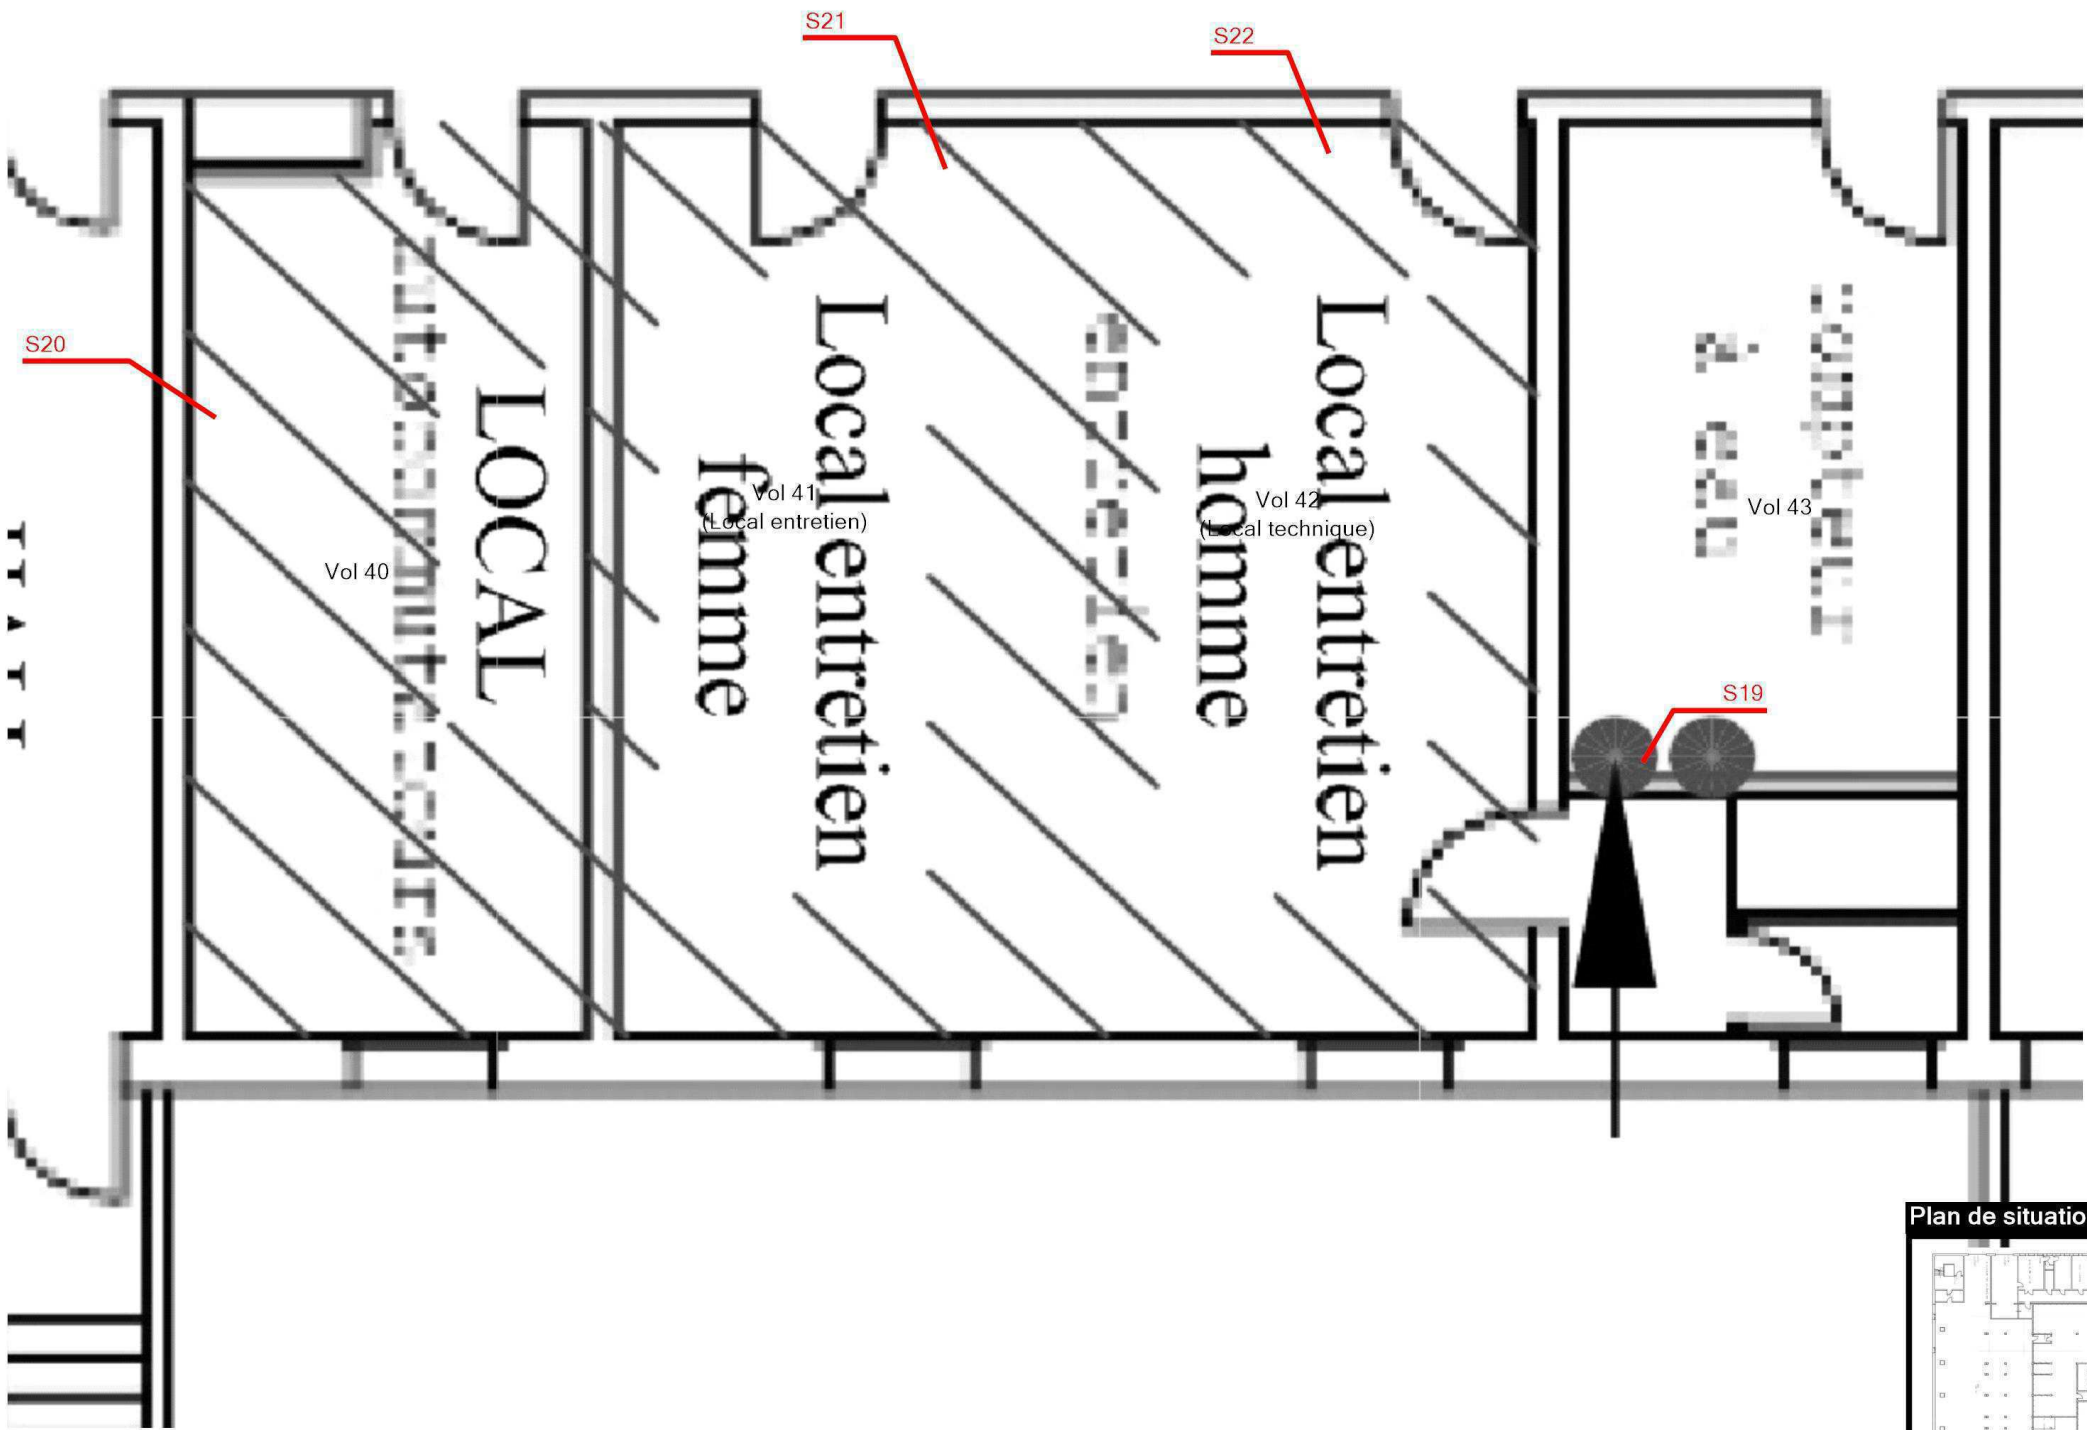 S21
S22
S20
S19
LOCAL
Vol 40
Local entretien
femme
Vol 41
(Local entretien)
Local entretien
homme
Vol 42
(Local technique)
à eau
Vol 43
Plan de situatio